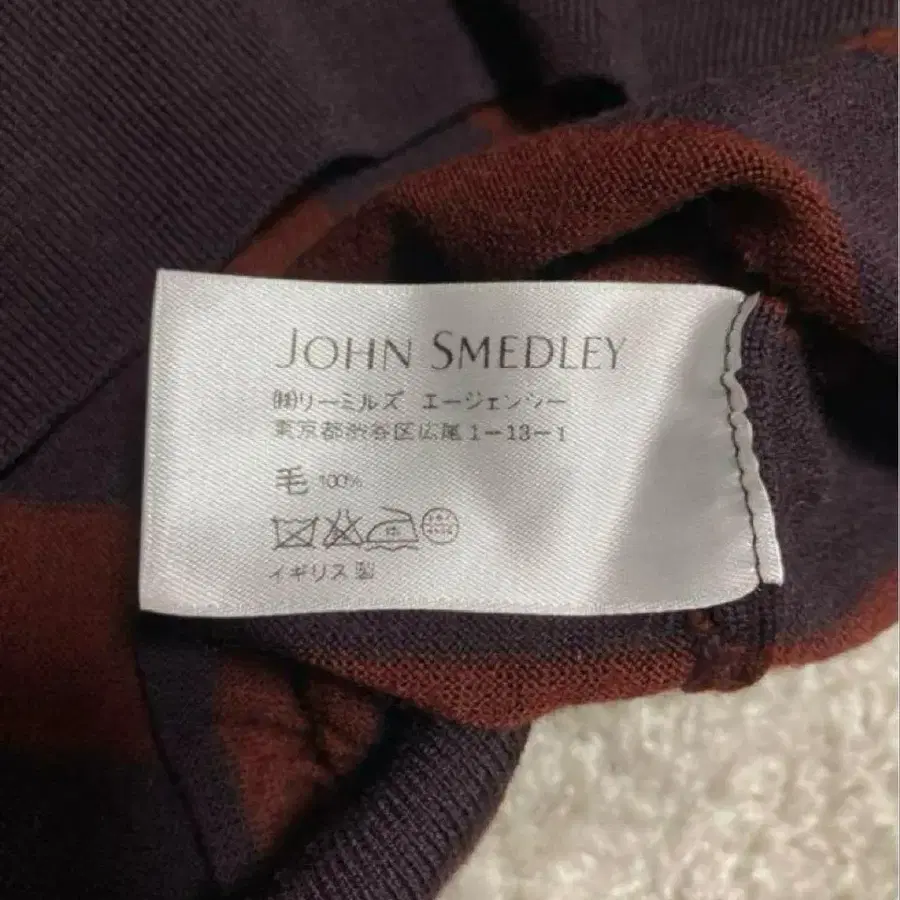 JOHN SMEDLEY
㈱リーミルズ エージェンシー
東京都渋谷区広尾1-13-1
毛 100%
イギリス製